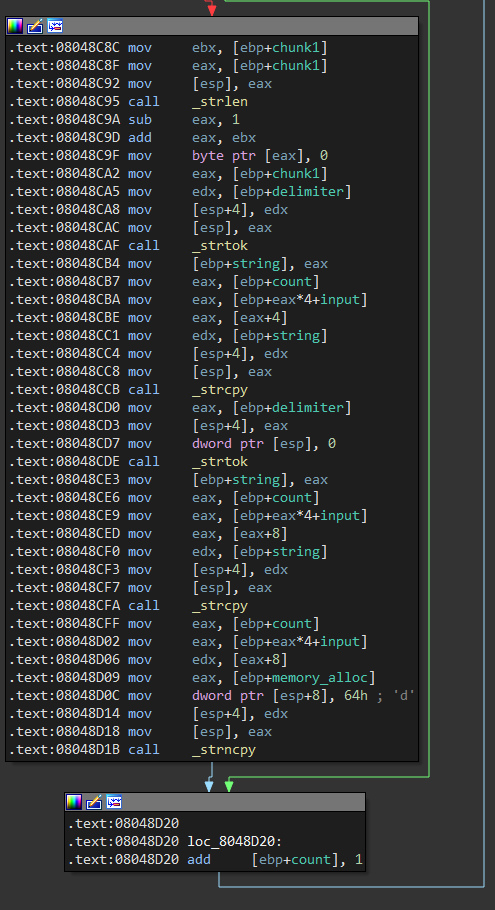 .text:08048C8C mov ebx, [ebp+chunk1]
.text:08048C8F mov eax, [ebp+chunk1]
.text:08048C92 mov [esp], eax
.text:08048C95 call _strlen
.text:08048C9A sub eax, 1
.text:08048C9D add eax, ebx
.text:08048C9F mov byte ptr [eax], 0
.text:08048CA2 mov eax, [ebp+chunk1]
.text:08048CA5 mov edx, [ebp+delimiter]
.text:08048CA8 mov [esp+4], edx
.text:08048CAC mov [esp], eax
.text:08048CAF call _strtok
.text:08048CB4 mov [ebp+string], eax
.text:08048CB7 mov eax, [ebp+count]
.text:08048CBA mov eax, [ebp+eax*4+input]
.text:08048CBE mov eax, [eax+4]
.text:08048CC1 mov edx, [ebp+string]
.text:08048CC4 mov [esp+4], edx
.text:08048CC8 mov [esp], eax
.text:08048CCB call _strcpy
.text:08048CD0 mov eax, [ebp+delimiter]
.text:08048CD3 mov [esp+4], eax
.text:08048CD7 mov dword ptr [esp], 0
.text:08048CDE call _strtok
.text:08048CE3 mov [ebp+string], eax
.text:08048CE6 mov eax, [ebp+count]
.text:08048CE9 mov eax, [ebp+eax*4+input]
.text:08048CED mov eax, [eax+8]
.text:08048CF0 mov edx, [ebp+string]
.text:08048CF3 mov [esp+4], edx
.text:08048CF7 mov [esp], eax
.text:08048CFA call _strcpy
.text:08048CFF mov eax, [ebp+count]
.text:08048D02 mov eax, [ebp+eax*4+input]
.text:08048D06 mov edx, [eax+8]
.text:08048D09 mov eax, [ebp+memory_alloc]
.text:08048D0C mov dword ptr [esp+8], 64h ; 'd'
.text:08048D14 mov [esp+4], edx
.text:08048D18 mov [esp], eax
.text:08048D1B call _strncpy
.text:08048D20
.text:08048D20 loc_8048D20:
.text:08048D20 add [ebp+count], 1